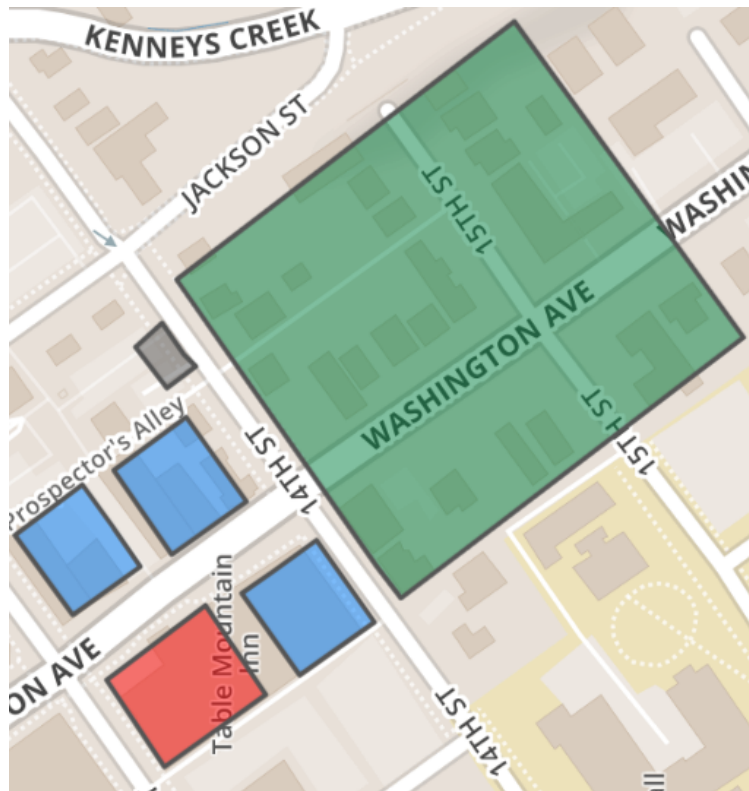 KENNEYS CREEK
JACKSON ST
15TH ST
WASHIN
WASHINGTON AVE
15TH ST
14TH ST
Prospector's Alley
Table Mountain
Inn
ON AVE
14TH ST
all